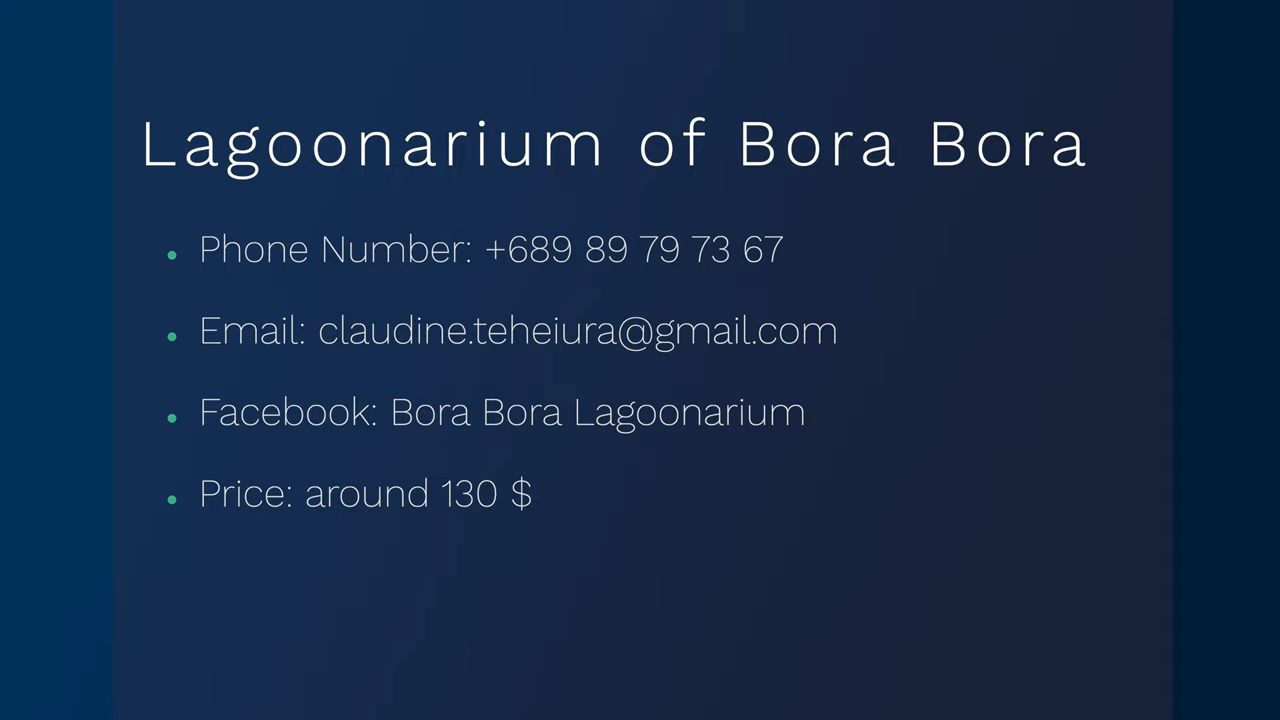 Lagoonarium of Bora Bora
Phone Number: +689 89 79 73 67
Email: claudine.teheiura@gmail.com
Facebook: Bora Bora Lagoonarium
Price: around 130 $